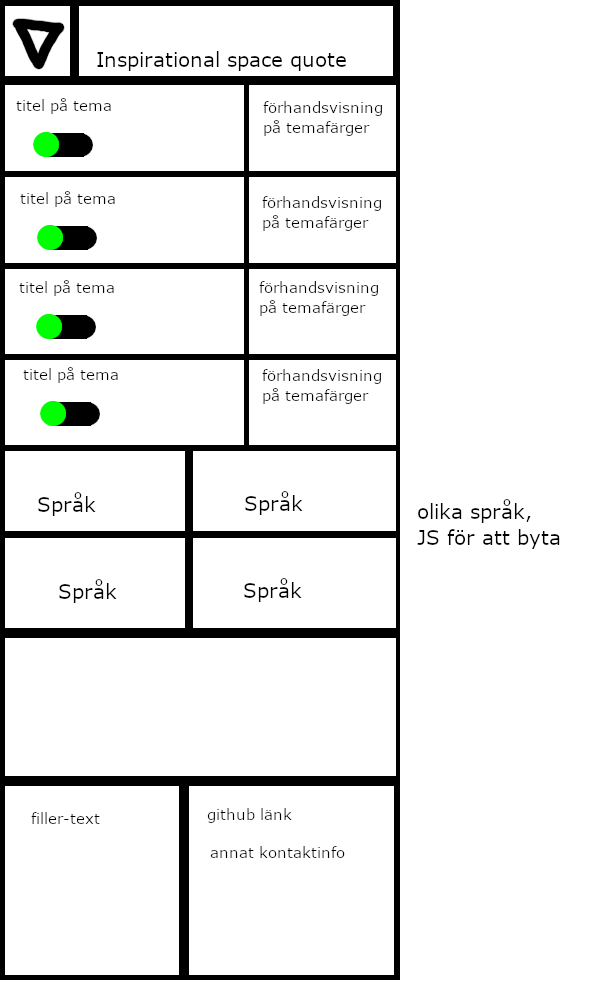 Inspirational space quote
titel på tema
förhandsvisning
på temafärger
titel på tema
förhandsvisning
på temafärger
titel på tema
förhandsvisning
på temafärger
titel på tema
förhandsvisning
på temafärger
Språk
Språk
olika språk,
JS för att byta
Språk
Språk
filler-text
github länk
annat kontaktinfo